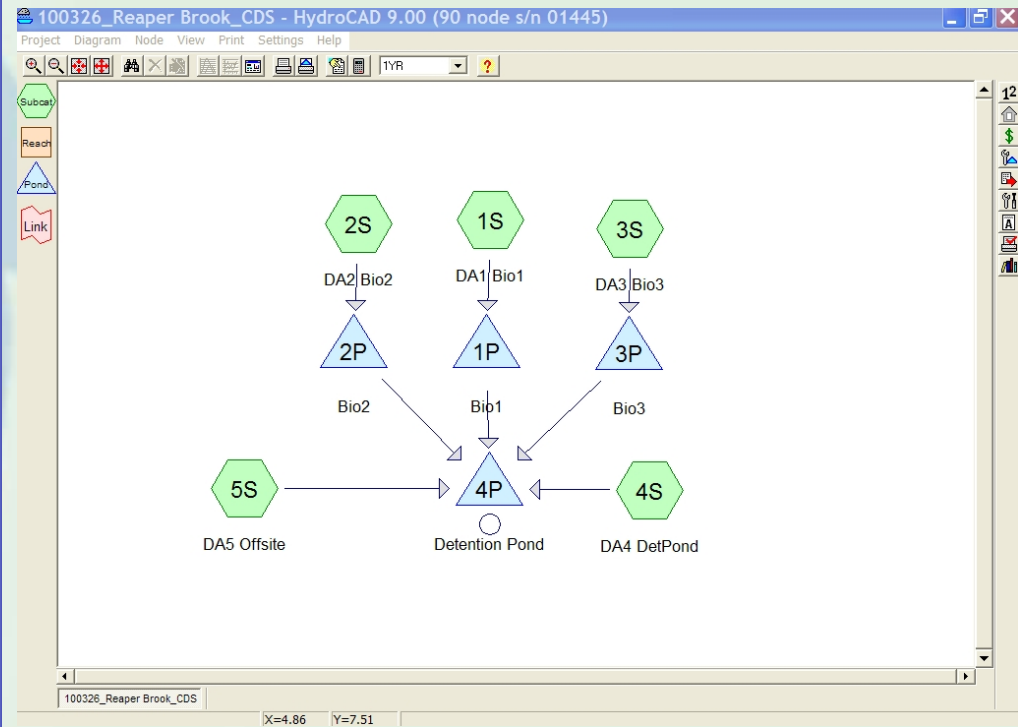 100326_Reaper Brook_CDS - HydroCAD 9.00 (90 node s/n 01445)
Project Diagram Node View Print Settings Help
1YR
?
Subcat
Reach
Pond
Link
12
$
A
2S
1S
3S
DA2 Bio2
DA1 Bio1
DA3 Bio3
2P
1P
3P
Bio2
Bio1
Bio3
5S
4P
4S
DA5 Offsite
Detention Pond
DA4 DetPond
100326_Reaper Brook_CDS
X=4.86 Y=7.51